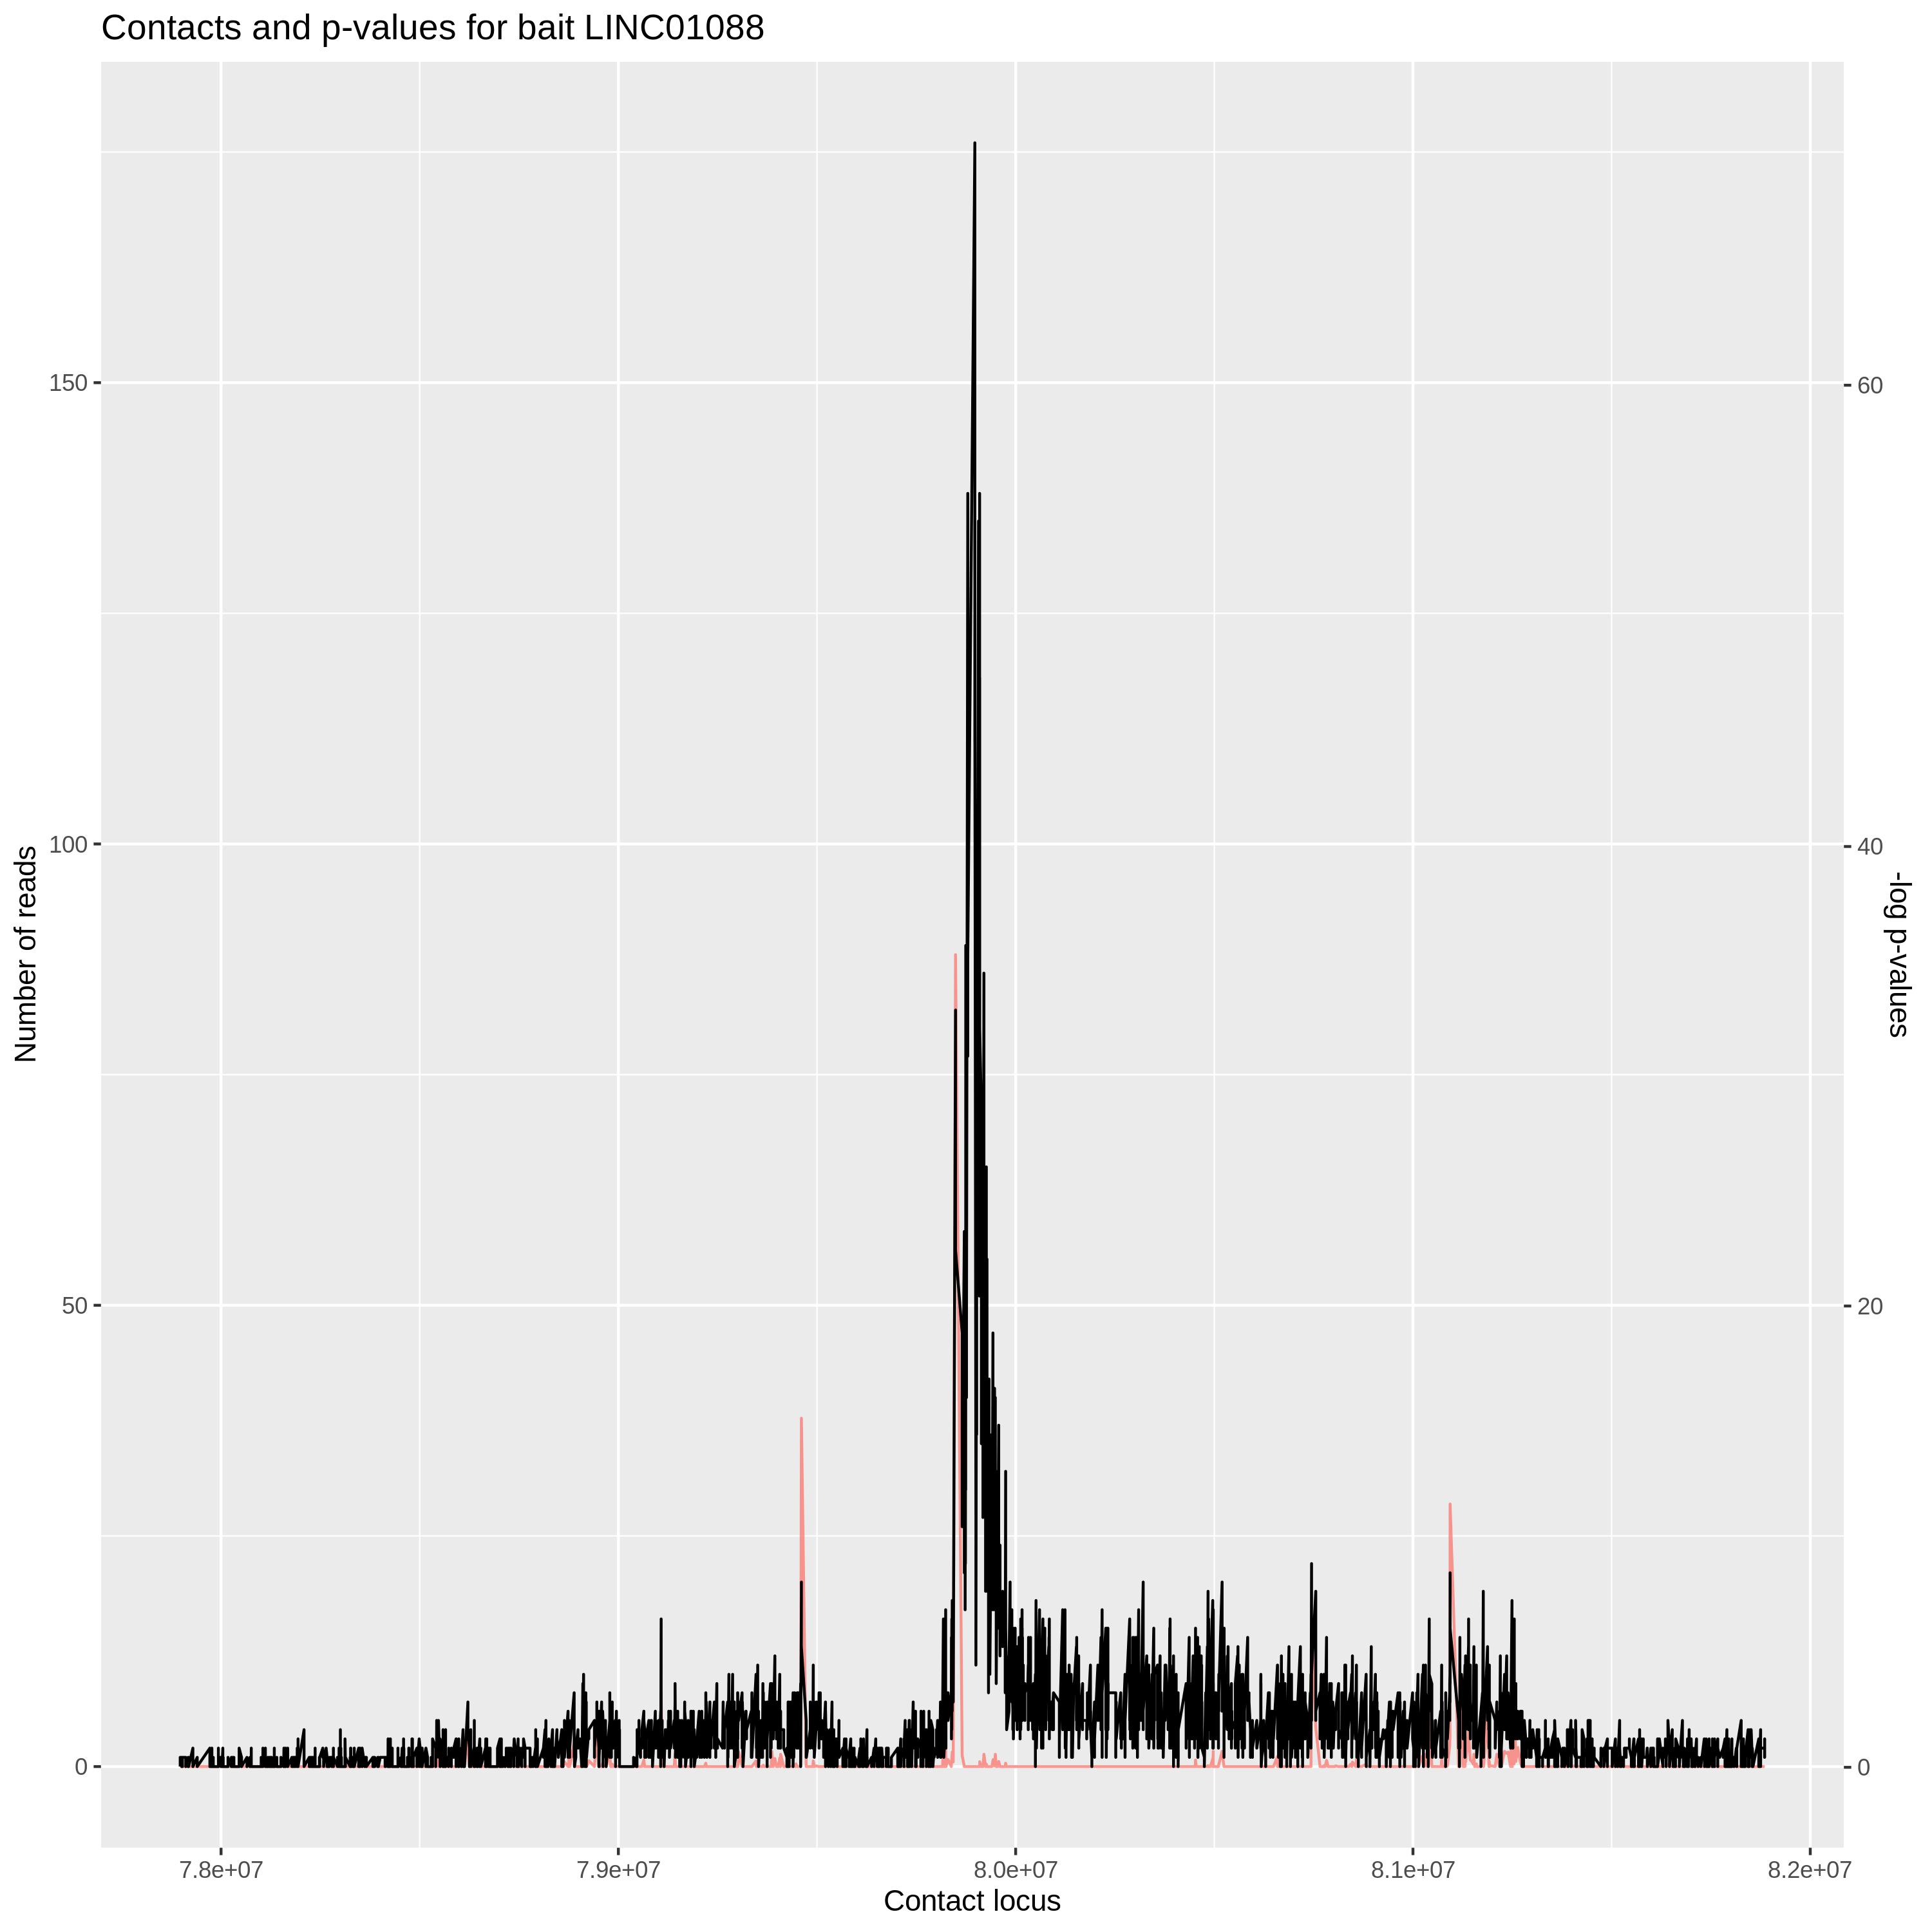 Contacts and p-values for bait LINC01088
150
100
50
0
Number of reads
60
40
20
0
-log p-values
7.8e+07
7.9e+07
8.0e+07
8.1e+07
8.2e+07
Contact locus